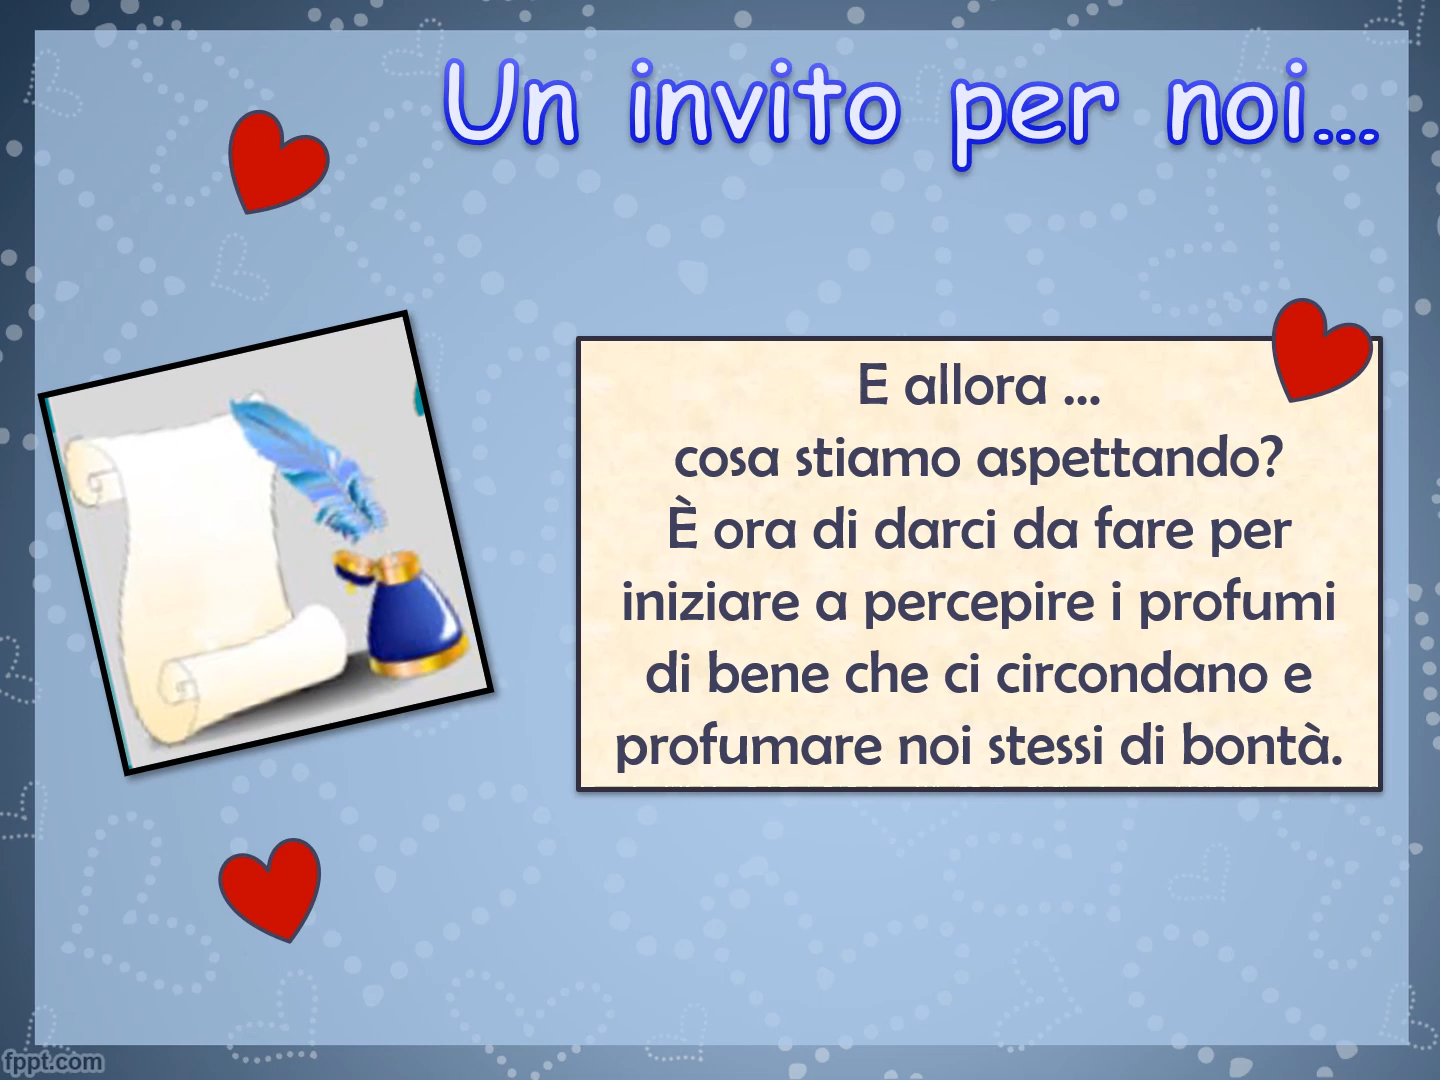 Un invito per noi...
E allora ...
cosa stiamo aspettando?
È ora di darci da fare per
iniziare a percepire i profumi
di bene che ci circondano e
profumare noi stessi di bontà.
fppt.com